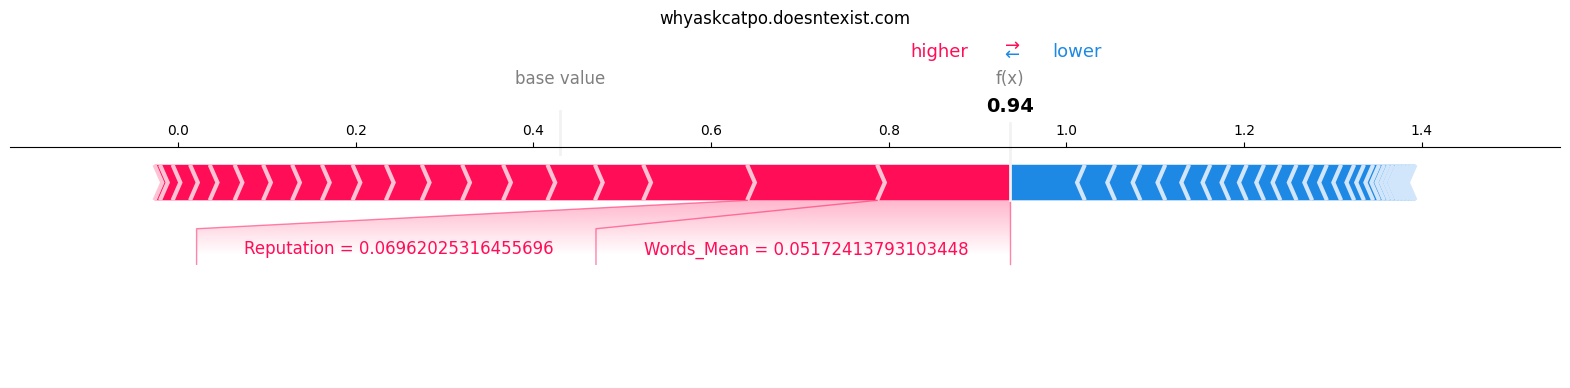 whyaskcatpo.doesntexist.com
higher → ← lower
base value f(x)
0.94
0.0 0.2 0.4 0.6 0.8 1.0 1.2 1.4
Reputation = 0.06962025316455696 Words_Mean = 0.05172413793103448